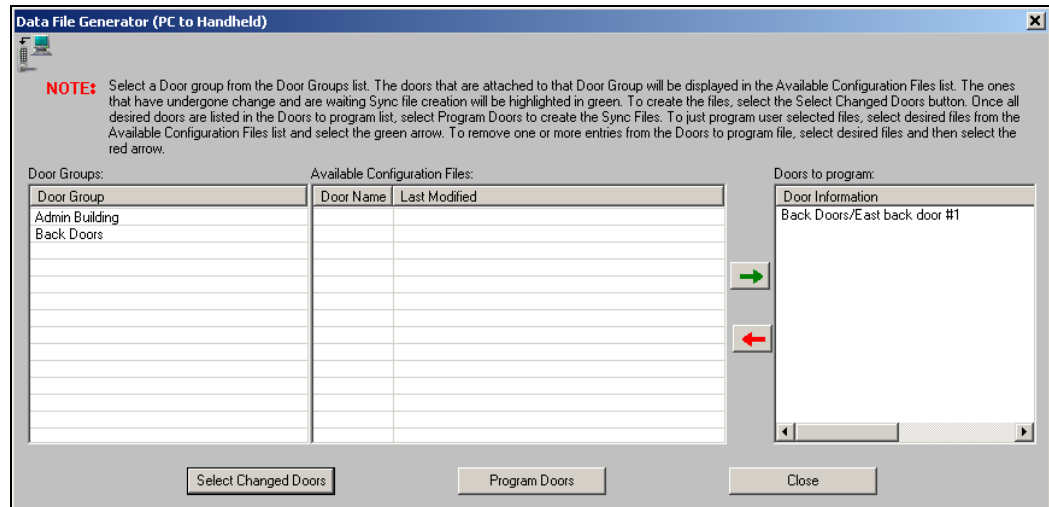 Data File Generator (PC to Handheld)
NOTE: Select a Door group from the Door Groups list. The doors that are attached to that Door Group will be displayed in the Available Configuration Files list. The ones
that have undergone change and are waiting Sync file creation will be highlighted in green. To create the files, select the Select Changed Doors button. Once all
desired doors are listed in the Doors to program list, select Program Doors to create the Sync Files. To just program user selected files, select desired files from the
Available Configuration Files list and select the green arrow. To remove one or more entries from the Doors to program file, select desired files and then select the
red arrow.
Door Groups:
Available Configuration Files:
Doors to program:
Door Group
Door Name
Last Modified
Door Information
Admin Building
Back Doors/East back door #1
Back Doors
Select Changed Doors
Program Doors
Close